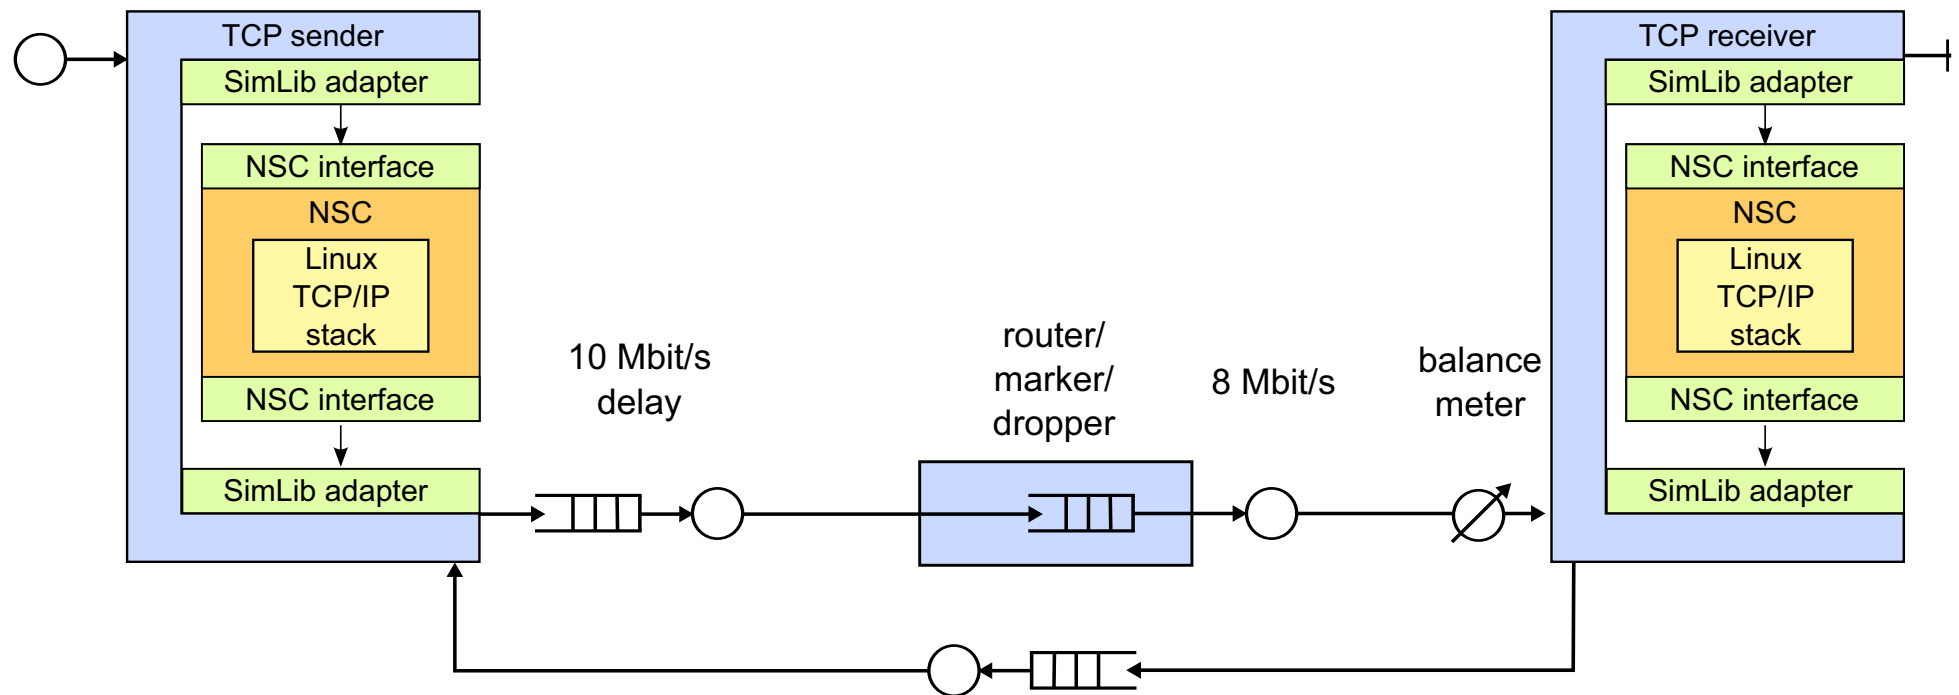 TCP sender
SimLib adapter
NSC interface
NSC
Linux
TCP/IP
stack
NSC interface
SimLib adapter
10 Mbit/s
delay
router/
marker/
dropper
8 Mbit/s
balance
meter
TCP receiver
SimLib adapter
NSC interface
NSC
Linux
TCP/IP
stack
NSC interface
SimLib adapter